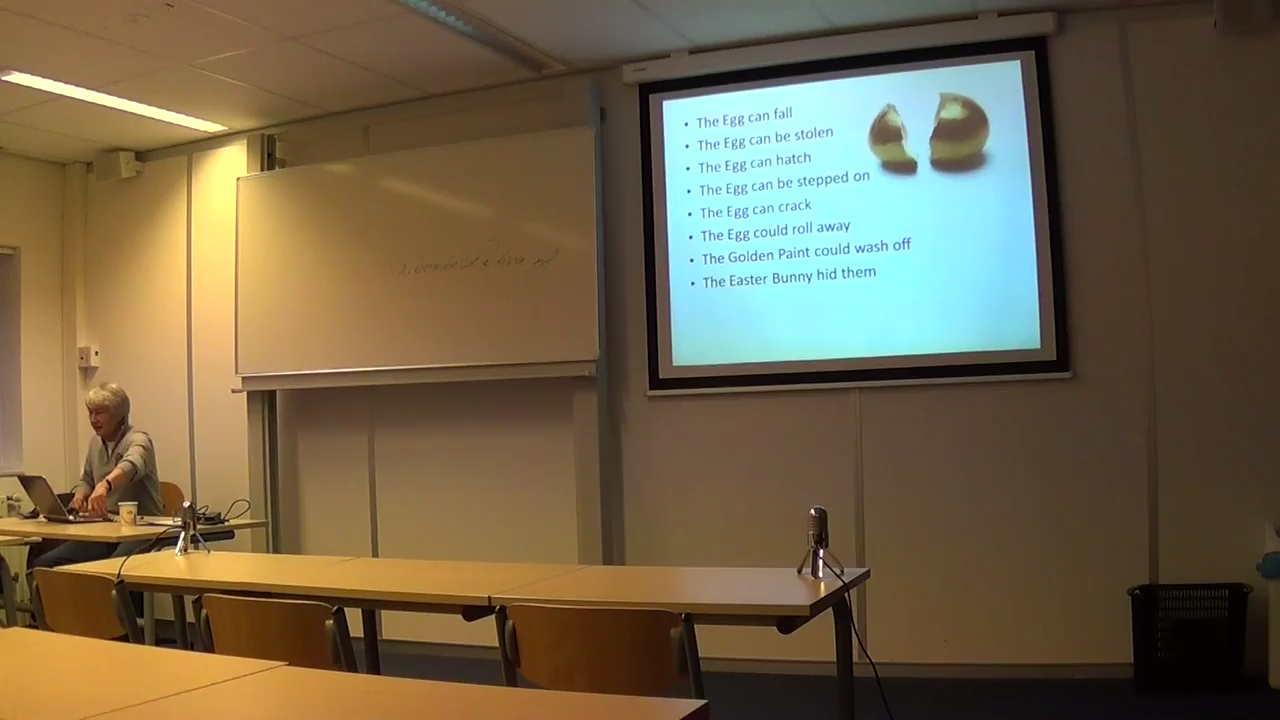 • The Egg can fall
• The Egg can be stolen
• The Egg can hatch
• The Egg can be stepped on
• The Egg can crack
• The Egg could roll away
• The Golden Paint could wash off
• The Easter Bunny hid them